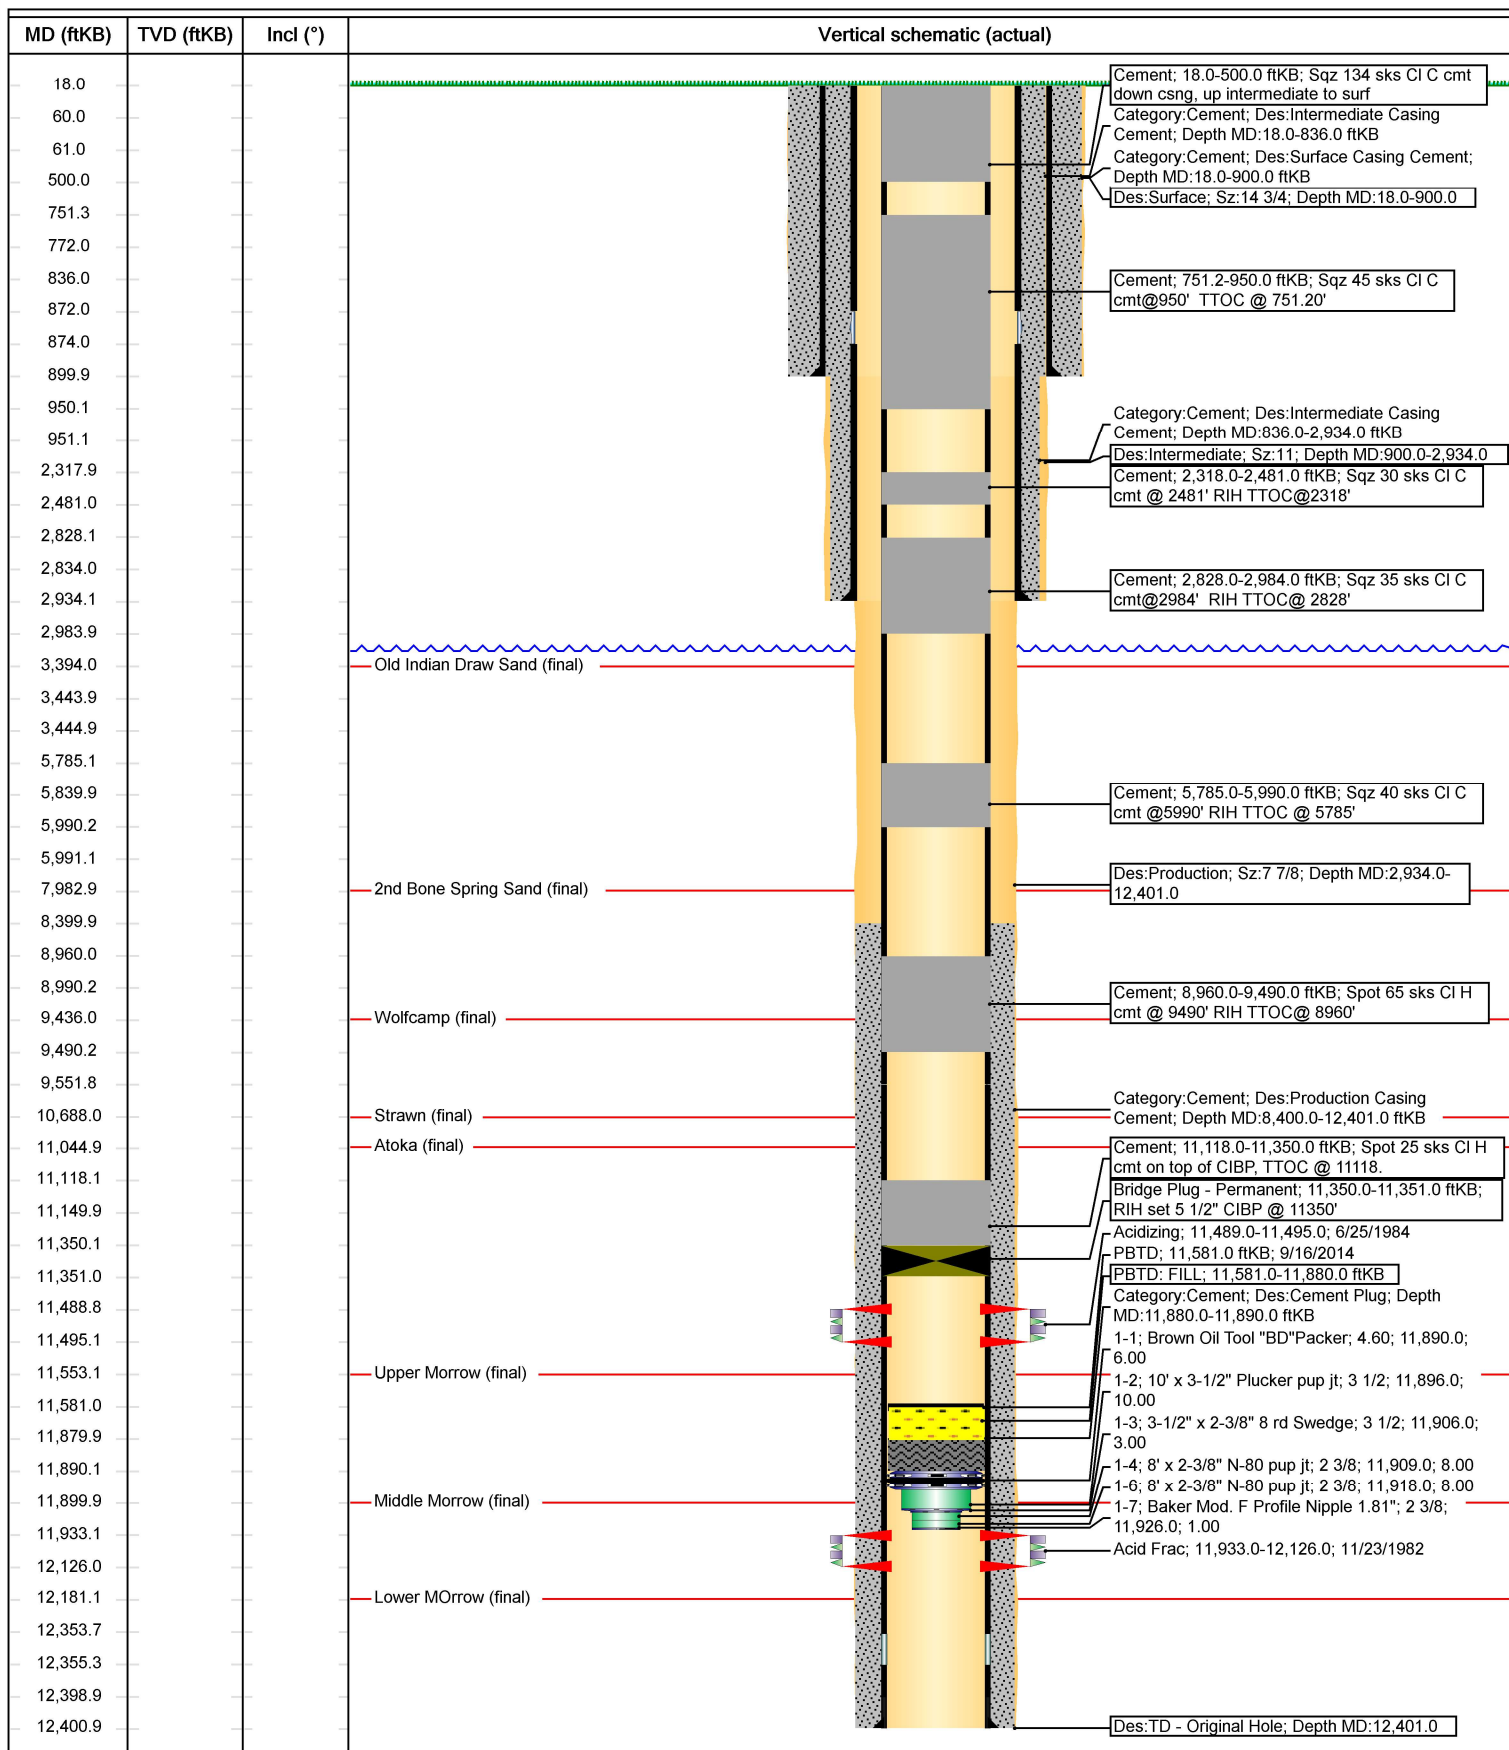 MD (ftKB) TVD (ftKB) Incl (°) Vertical schematic (actual)
18.0
60.0
61.0
500.0
751.3
772.0
836.0
872.0
874.0
899.9
950.1
951.1
2,317.9
2,481.0
2,828.1
2,834.0
2,934.1
2,983.9
3,394.0
3,443.9
3,444.9
5,785.1
5,839.9
5,990.2
5,991.1
7,982.9
8,399.9
8,960.0
8,990.2
9,436.0
9,490.2
9,551.8
10,688.0
11,044.9
11,118.1
11,149.9
11,350.1
11,351.0
11,488.8
11,495.1
11,553.1
11,581.0
11,879.9
11,890.1
11,899.9
11,933.1
12,126.0
12,181.1
12,353.7
12,355.3
12,398.9
12,400.9
Old Indian Draw Sand (final)
2nd Bone Spring Sand (final)
Wolfcamp (final)
Strawn (final)
Atoka (final)
Upper Morrow (final)
Middle Morrow (final)
Lower MOrrow (final)
Cement; 18.0-500.0 ftKB; Sqz 134 sks Cl C cmt
down csng, up intermediate to surf
Category:Cement; Des:Intermediate Casing
Cement; Depth MD:18.0-836.0 ftKB
Category:Cement; Des:Surface Casing Cement;
Depth MD:18.0-900.0 ftKB
Des:Surface; Sz:14 3/4; Depth MD:18.0-900.0
Cement; 751.2-950.0 ftKB; Sqz 45 sks Cl C
cmt@950' TTOC @ 751.20'
Category:Cement; Des:Intermediate Casing
Cement; Depth MD:836.0-2,934.0 ftKB
Des:Intermediate; Sz:11; Depth MD:900.0-2,934.0
Cement; 2,318.0-2,481.0 ftKB; Sqz 30 sks Cl C
cmt @ 2481' RIH TTOC@2318'
Cement; 2,828.0-2,984.0 ftKB; Sqz 35 sks Cl C
cmt@2984' RIH TTOC@ 2828'
Cement; 5,785.0-5,990.0 ftKB; Sqz 40 sks Cl C
cmt @5990' RIH TTOC @ 5785'
Des:Production; Sz:7 7/8; Depth MD:2,934.0-
12,401.0
Cement; 8,960.0-9,490.0 ftKB; Spot 65 sks Cl H
cmt @ 9490' RIH TTOC@ 8960'
Category:Cement; Des:Production Casing
Cement; Depth MD:8,400.0-12,401.0 ftKB
Cement; 11,118.0-11,350.0 ftKB; Spot 25 sks Cl H
cmt on top of CIBP, TTOC @ 11118.
Bridge Plug - Permanent; 11,350.0-11,351.0 ftKB;
RIH set 5 1/2" CIBP @ 11350'
Acidizing; 11,489.0-11,495.0; 6/25/1984
PBTD; 11,581.0 ftKB; 9/16/2014
PBTD: FILL; 11,581.0-11,880.0 ftKB
Category:Cement; Des:Cement Plug; Depth
MD:11,880.0-11,890.0 ftKB
1-1; Brown Oil Tool "BD"Packer; 4.60; 11,890.0;
6.00
1-2; 10' x 3-1/2" Plucker pup jt; 3 1/2; 11,896.0;
10.00
1-3; 3-1/2" x 2-3/8" 8 rd Swedge; 3 1/2; 11,906.0;
3.00
1-4; 8' x 2-3/8" N-80 pup jt; 2 3/8; 11,909.0; 8.00
1-6; 8' x 2-3/8" N-80 pup jt; 2 3/8; 11,918.0; 8.00
1-7; Baker Mod. F Profile Nipple 1.81"; 2 3/8;
11,926.0; 1.00
Acid Frac; 11,933.0-12,126.0; 11/23/1982
Des:TD - Original Hole; Depth MD:12,401.0